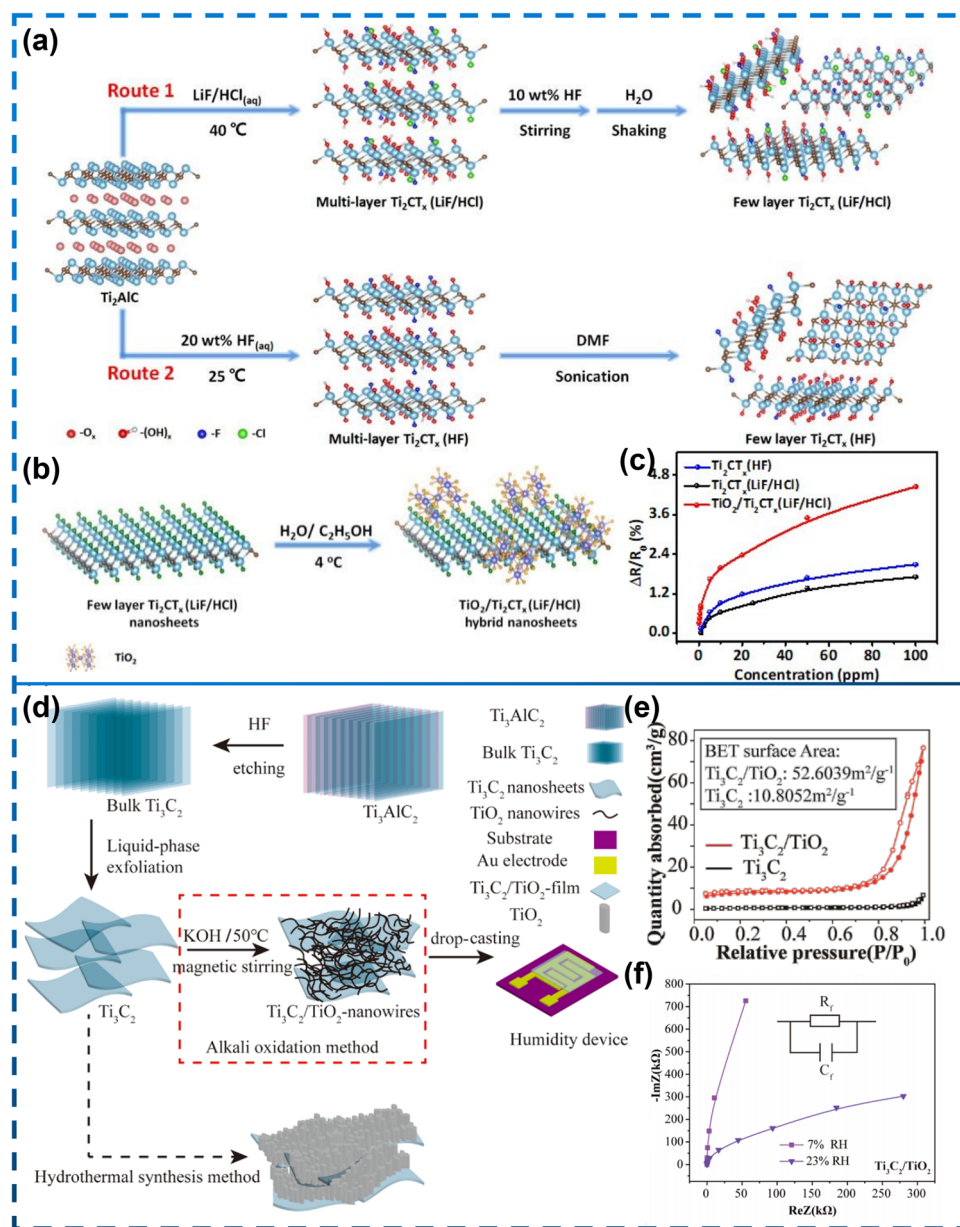 (a)
Route 1
LiF/HCl(aq)
40 ℃
10 wt% HF
Stirring
H₂O
Shaking
Multi-layer Ti₂CTₓ (LiF/HCl)
Few layer Ti₂CTₓ (LiF/HCl)
Ti₂AlC
20 wt% HF(aq)
Route 2
25 ℃
DMF
Sonication
-Oₓ
-(OH)ₓ
-F
-Cl
Multi-layer Ti₂CTₓ (HF)
Few layer Ti₂CTₓ (HF)
(b)
H₂O/ C₂H₅OH
4 ᵒC
Few layer Ti₂CTₓ (LiF/HCl)
nanosheets
TiO₂/Ti₂CTₓ (LiF/HCl)
hybrid nanosheets
TiO₂
(c)
4.8
3.6
2.4
1.2
0.0
ΔR/R₀ (%)
Ti₂CTₓ(HF)
Ti₂CTₓ(LiF/HCl)
TiO₂/Ti₂CTₓ(LiF/HCl)
0 20 40 60 80 100
Concentration (ppm)
(d)
HF
etching
Bulk Ti₃C₂
Ti₃AlC₂
Ti₃AlC₂
Bulk Ti₃C₂
Ti₃C₂ nanosheets
TiO₂ nanowires
Substrate
Au electrode
Ti₃C₂/TiO₂-film
TiO₂
Liquid-phase
exfoliation
KOH/50℃
magnetic stirring
drop-casting
Ti₃C₂
Ti₃C₂/TiO₂-nanowires
Alkali oxidation method
Humidity device
Hydrothermal synthesis method
(e)
80
60
40
20
10
0
Quantity absorbed(cm³/g)
BET surface Area:
Ti₃C₂/TiO₂: 52.6039m²/g⁻¹
Ti₃C₂ :10.8052m²/g⁻¹
Ti₃C₂/TiO₂
Ti₃C₂
0.0 0.2 0.4 0.6 0.8 1.0
Relative pressure(P/P₀)
(f)
-700
-600
-500
-400
-300
-200
-100
0
-ImZ(kΩ)
R_f
C_f
7% RH
23% RH
Ti₃C₂/TiO₂
0 50 100 150 200 250 300
ReZ(kΩ)